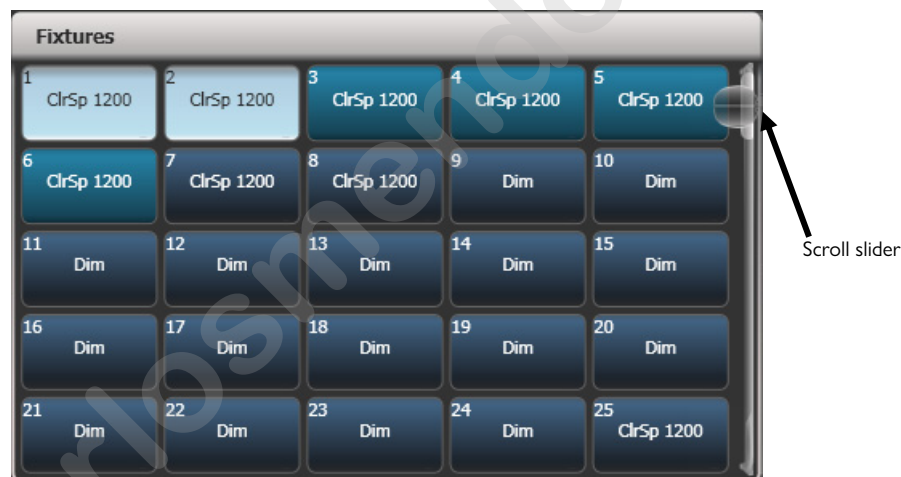 Fixtures
1 2 3 4 5
ClrSp 1200 ClrSp 1200 ClrSp 1200 ClrSp 1200 ClrSp 1200
6 7 8 9 10
ClrSp 1200 ClrSp 1200 ClrSp 1200 Dim Dim
11 12 13 14 15
Dim Dim Dim Dim Dim
Scroll slider
16 17 18 19 20
Dim Dim Dim Dim Dim
21 22 23 24 25
Dim Dim Dim Dim ClrSp 1200
rlosmend